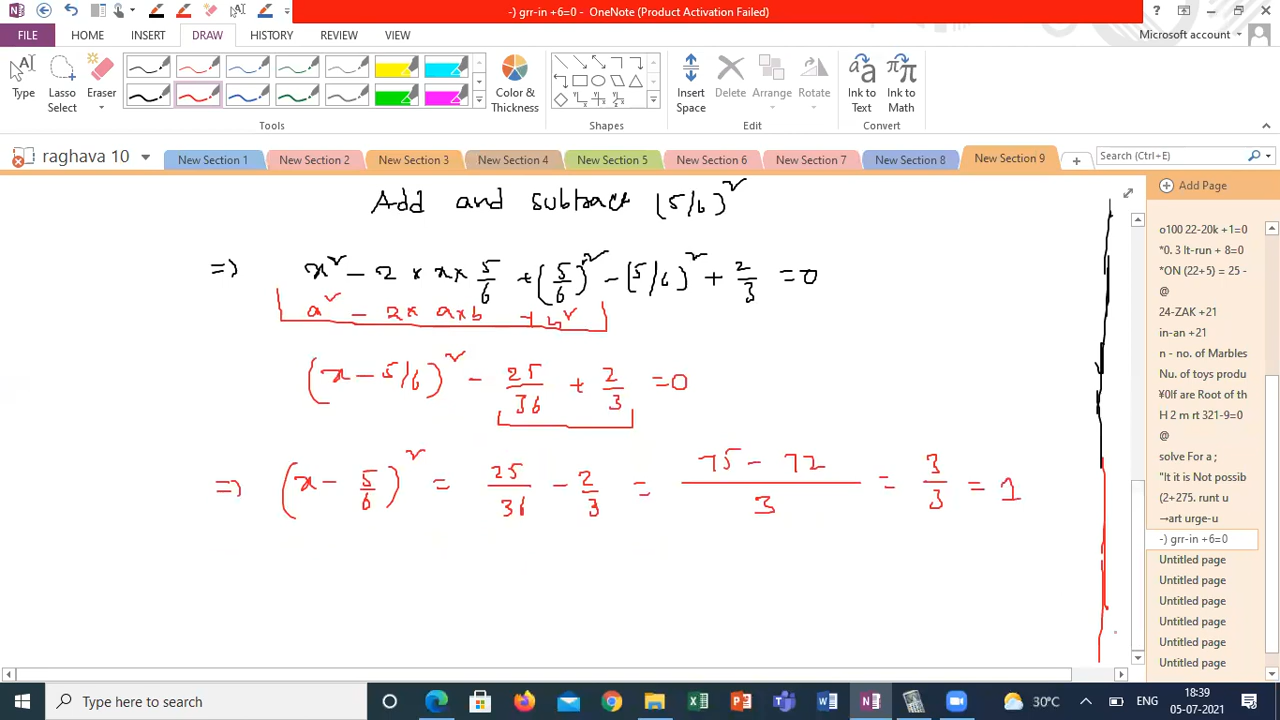 -) grr-in +6=0 - OneNote (Product Activation Failed)
FILE HOME INSERT DRAW HISTORY REVIEW VIEW Microsoft account
Type Lasso Select Eraser Color & Thickness Insert Space Delete Arrange Rotate Ink to Text Ink to Math
Tools Shapes Edit Convert
raghava 10 New Section 1 New Section 2 New Section 3 New Section 4 New Section 5 New Section 6 New Section 7 New Section 8 New Section 9 Search (Ctrl+E)
Add Page
Add and subtract (5/6)²
=> x² - 2 × x × 5/6 + (5/6)² - (5/6)² + 2/3 = 0
a² - 2 × a × b + b²
(x - 5/6)² - 25/36 + 2/3 = 0
=> (x - 5/6)² = 25/36 - 2/3 = 75 - 72/3 = 3/3 = 1
o100 22-20k +1=0
*0. 3 lt-run + 8=0
*ON (22+5) = 25 -
@
24-ZAK +21
in-an +21
n - no. of Marbles
Nu. of toys produ
¥0lf are Root of th
H 2 m rt 321-9=0
@
solve For a ;
"It it is Not possib
(2+275. runt u
→art urge-u
-) grr-in +6=0
Untitled page
Untitled page
Untitled page
Untitled page
Untitled page
Untitled page
Type here to search 30°C ENG 18:39 05-07-2021